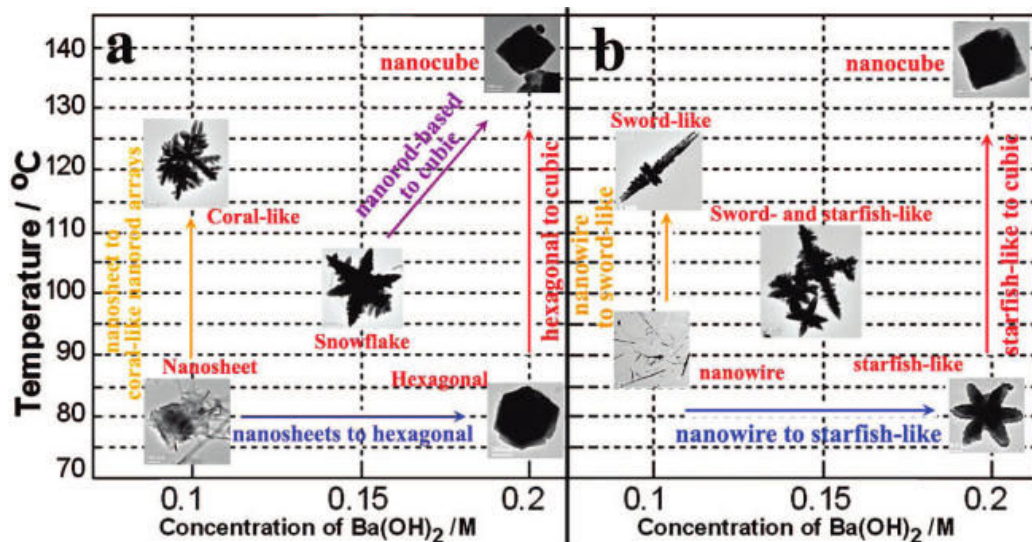 a
b
Temperature / ºC
140
130
120
110
100
90
80
70
nanocube
nanorod-based
to cubic
hexagonal to cubic
nanosheet to
coral-like nanorod arrays
Coral-like
Snowflake
Nanosheet
Hexagonal
nanosheets to hexagonal
0.1
0.15
0.2
Concentration of Ba(OH)2 /M
nanocube
Sword-like
Sword- and starfish-like
nanowire
to sword-like
starfish-like to cubic
nanowire
starfish-like
nanowire to starfish-like
0.1
0.15
0.2
Concentration of Ba(OH)2 /M